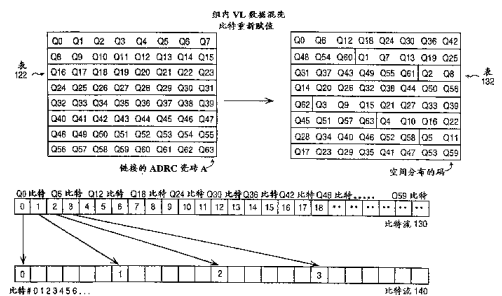 组内 VL 数据混洗
比特重新赋值
Q0 Q1 Q2 Q3 Q4 Q5 Q6 Q7
Q8 Q9 Q10 Q11 Q12 Q13 Q14 Q15
Q16 Q17 Q18 Q19 Q20 Q21 Q22 Q23
Q24 Q25 Q26 Q27 Q28 Q29 Q30 Q31
Q32 Q33 Q34 Q35 Q36 Q37 Q38 Q39
Q40 Q41 Q42 Q43 Q44 Q45 Q46 Q47
Q48 Q49 Q50 Q51 Q52 Q53 Q54 Q55
Q56 Q57 Q58 Q59 Q60 Q61 Q62 Q63
表
122
链接的 ADRC 瓷砖 A
Q0 Q6 Q12 Q18 Q24 Q30 Q36 Q42
Q48 Q54 Q60 Q1 Q7 Q13 Q19 Q25
Q31 Q37 Q43 Q49 Q55 Q61 Q2 Q8
Q14 Q20 Q26 Q32 Q38 Q44 Q50 Q56
Q62 Q3 Q9 Q15 Q21 Q27 Q33 Q39
Q45 Q51 Q57 Q63 Q4 Q10 Q16 Q22
Q28 Q34 Q40 Q46 Q52 Q58 Q5 Q11
Q17 Q23 Q29 Q35 Q41 Q47 Q53 Q59
表
132
空间分布的码
Q0 比特 Q6 比特 Q12 比特 Q18 比特 Q24 比特 Q30 比特 Q36 比特 Q42 比特 Q48 比特..... Q59 比特
0 1 2 3 4 5 6 7 8 9 10 11 12 13 14 15 16 17 18 •• •• •• •• •• ••
比特流 130
0 1 2 3
比特# 0 1 2 3 4 5 6 ...
比特流 140